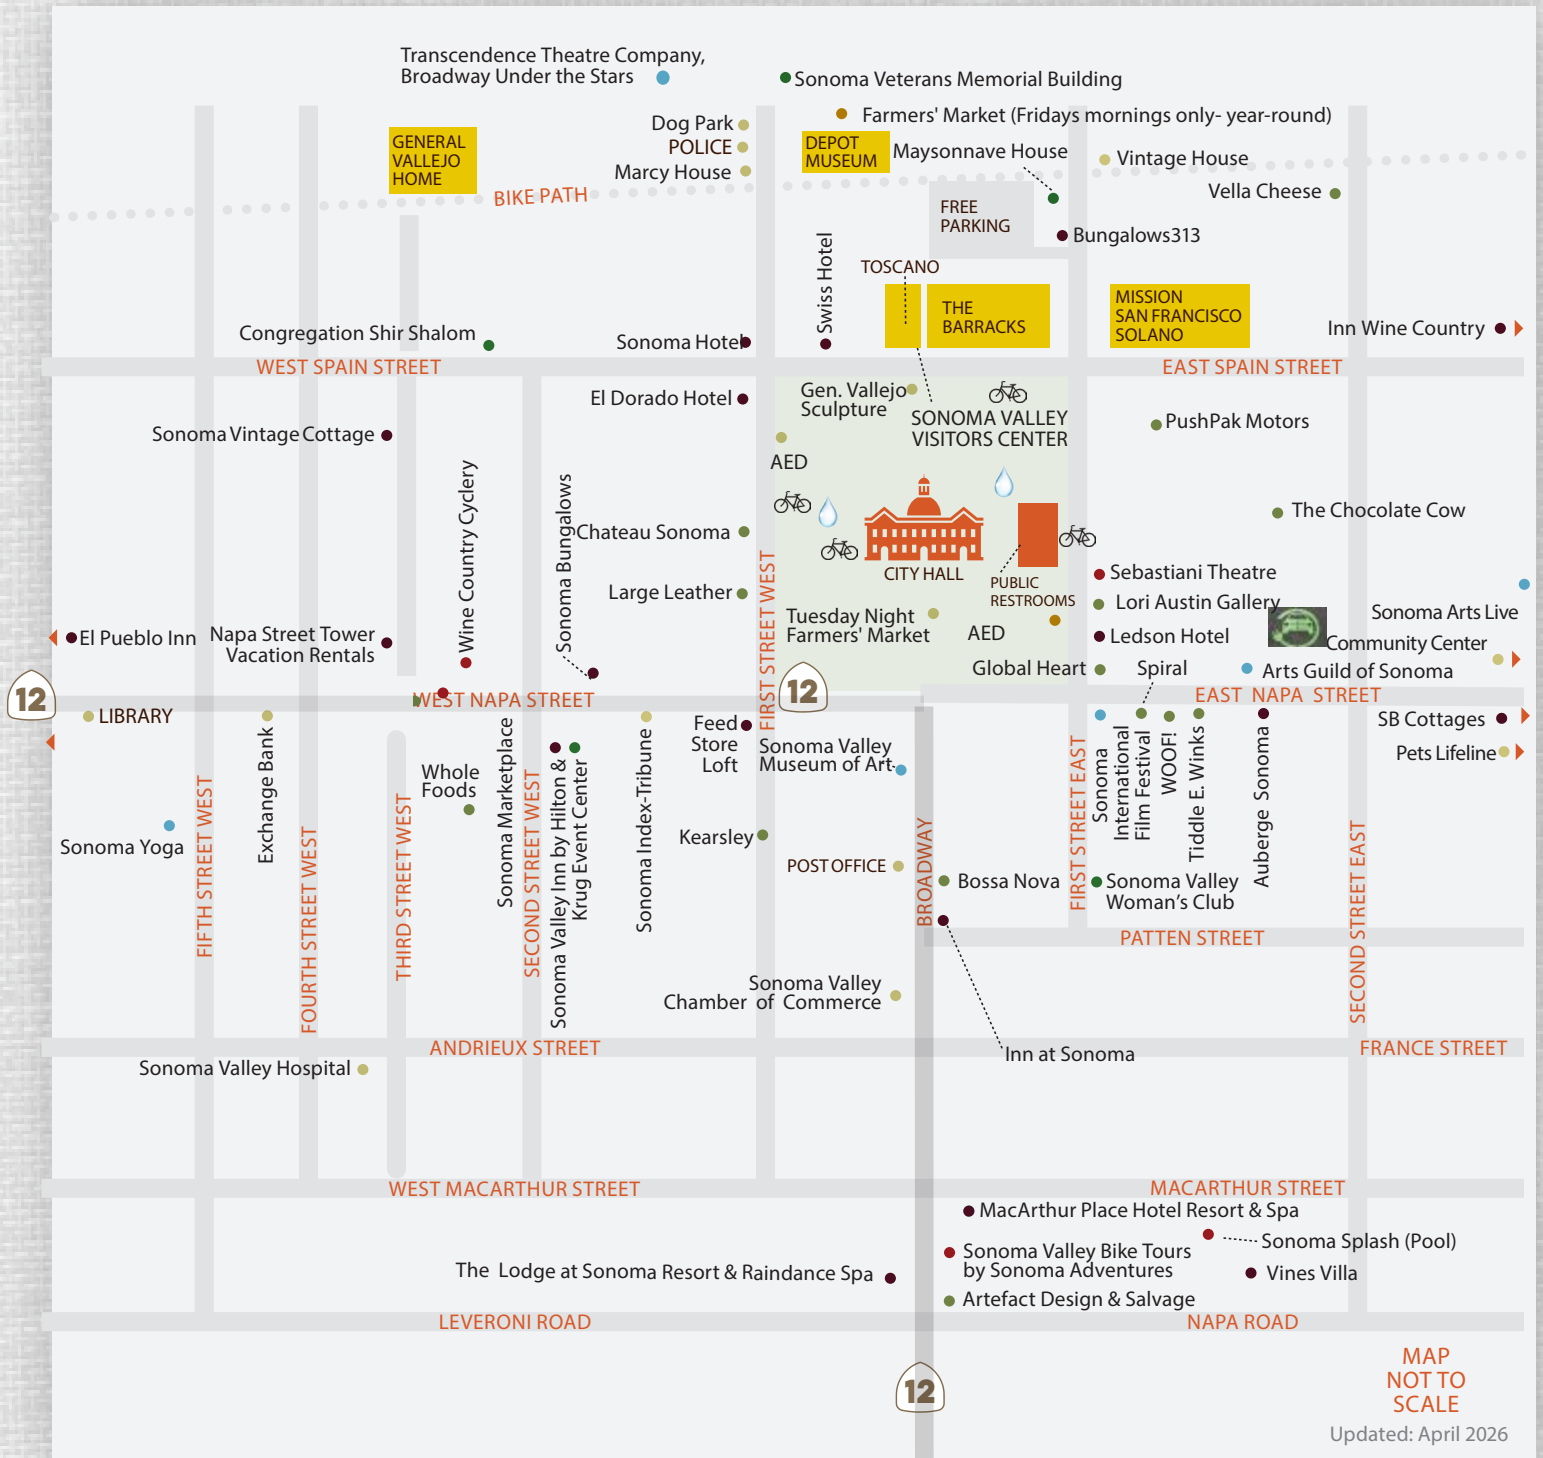 Transcendence Theatre Company,
Broadway Under the Stars
Sonoma Veterans Memorial Building
Farmers' Market (Fridays mornings only- year-round)
Dog Park
POLICE
Marcy House
GENERAL
VALLEJO
HOME
DEPOT
MUSEUM
Maysonnave House
Vintage House
Vella Cheese
BIKE PATH
FREE
PARKING
Bungalows313
Swiss Hotel
TOSCANO
THE
BARRACKS
MISSION
SAN FRANCISCO
SOLANO
Inn Wine Country
Congregation Shir Shalom
Sonoma Hotel
WEST SPAIN STREET
EAST SPAIN STREET
El Dorado Hotel
Gen. Vallejo
Sculpture
SONOMA VALLEY
VISITORS CENTER
PushPak Motors
Sonoma Vintage Cottage
AED
Wine Country Cyclery
Sonoma Bungalows
Chateau Sonoma
The Chocolate Cow
Large Leather
FIRST STREET WEST
CITY HALL
PUBLIC
RESTROOMS
Sebastiani Theatre
Lori Austin Gallery
Tuesday Night
Farmers' Market
AED
Ledson Hotel
Sonoma Arts Live
Community Center
El Pueblo Inn
Napa Street Tower
Vacation Rentals
Global Heart
Spiral
Arts Guild of Sonoma
12
12
WEST NAPA STREET
EAST NAPA STREET
LIBRARY
Exchange Bank
Whole
Foods
Sonoma Marketplace
Sonoma Valley Inn by Hilton &
Krug Event Center
Sonoma Index-Tribune
Feed
Store
Loft
Sonoma Valley
Museum of Art
Sonoma
International
Film Festival
WOOF!
Tiddle E. Winks
Auberge Sonoma
SB Cottages
Pets Lifeline
Sonoma Yoga
FIFTH STREET WEST
FOURTH STREET WEST
THIRD STREET WEST
SECOND STREET WEST
Kearsley
POST OFFICE
BROADWAY
Bossa Nova
FIRST STREET EAST
Sonoma Valley
Woman's Club
SECOND STREET EAST
PATTEN STREET
Sonoma Valley
Chamber of Commerce
Inn at Sonoma
ANDRIEUX STREET
FRANCE STREET
Sonoma Valley Hospital
WEST MACARTHUR STREET
MACARTHUR STREET
MacArthur Place Hotel Resort & Spa
Sonoma Splash (Pool)
Sonoma Valley Bike Tours
by Sonoma Adventures
The Lodge at Sonoma Resort & Raindance Spa
Vines Villa
Artefact Design & Salvage
LEVERONI ROAD
NAPA ROAD
12
MAP
NOT TO
SCALE
Updated: April 2026